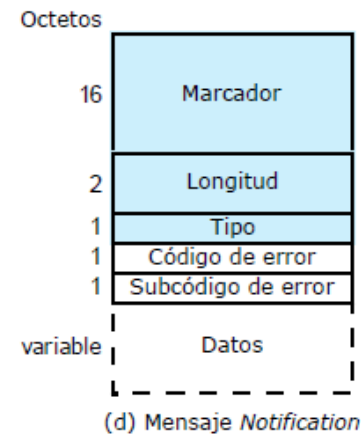 Octetos
16 Marcador
2 Longitud
1 Tipo
1 Código de error
1 Subcódigo de error
variable Datos
(d) Mensaje Notification